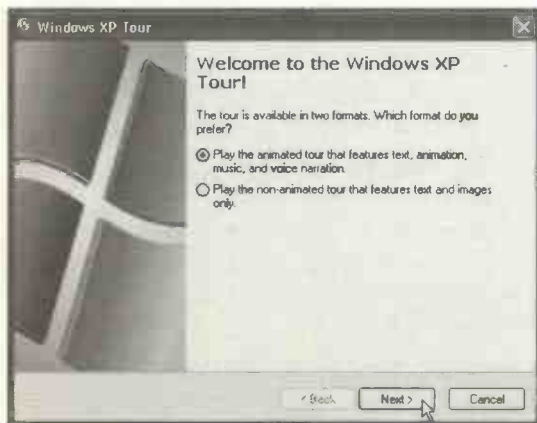 Windows XP Tour
Welcome to the Windows XP
Tour!
The tour is available in two formats. Which format do you
prefer?
Play the animated tour that features text, animation,
music, and voice narration.
Play the non-animated tour that features text and images
only.
< Back
Next >
Cancel